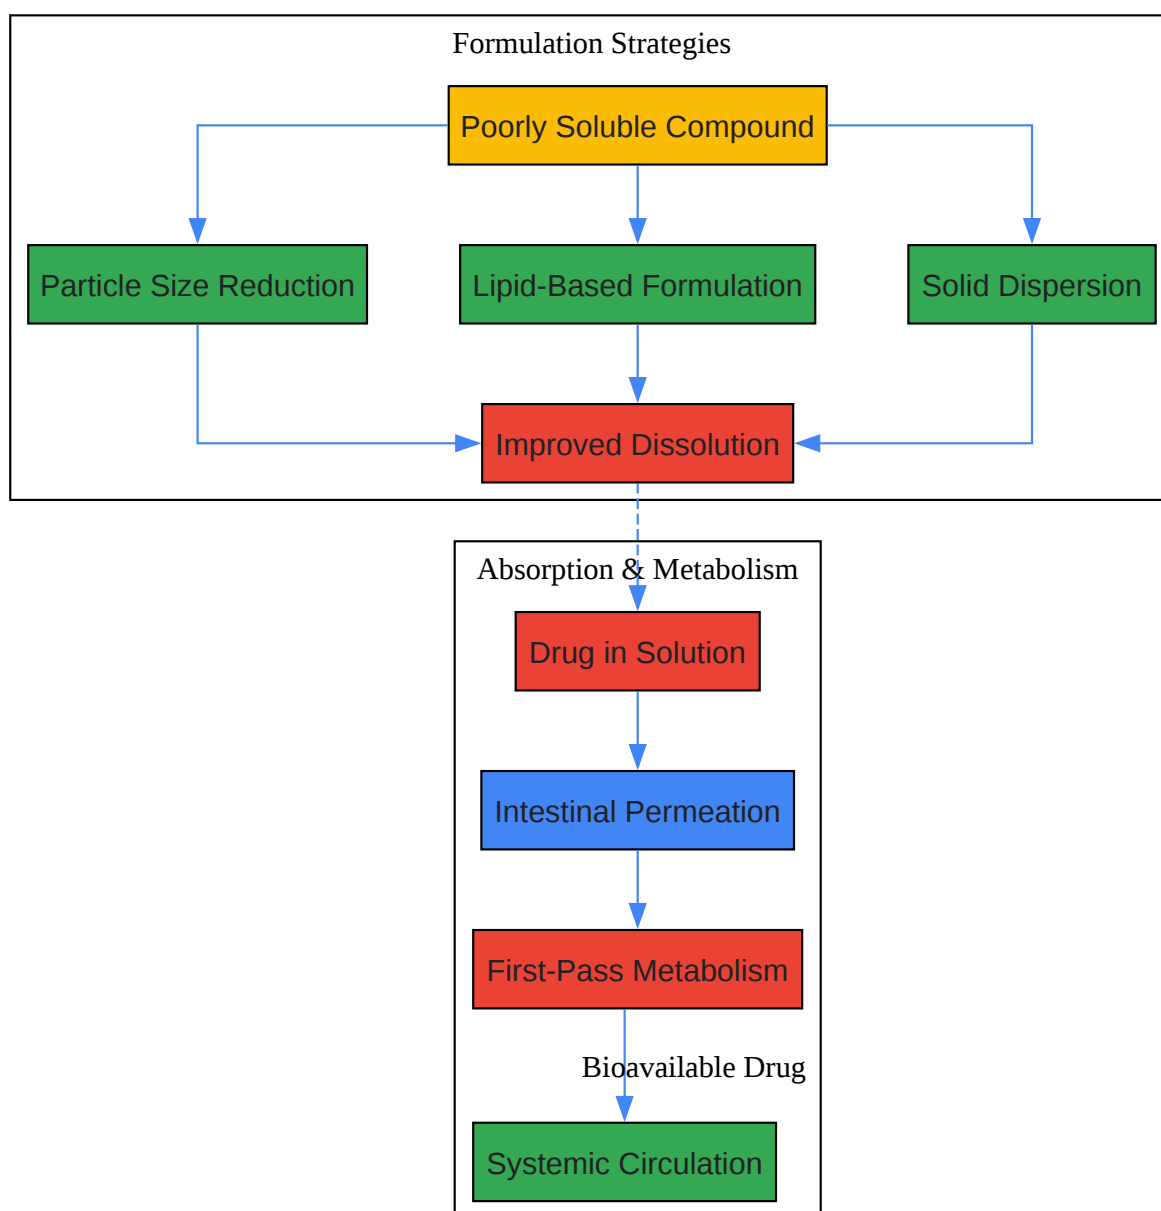 Formulation Strategies
Poorly Soluble Compound
Particle Size Reduction
Lipid-Based Formulation
Solid Dispersion
Improved Dissolution
Absorption & Metabolism
Drug in Solution
Intestinal Permeation
First-Pass Metabolism
Bioavailable Drug
Systemic Circulation